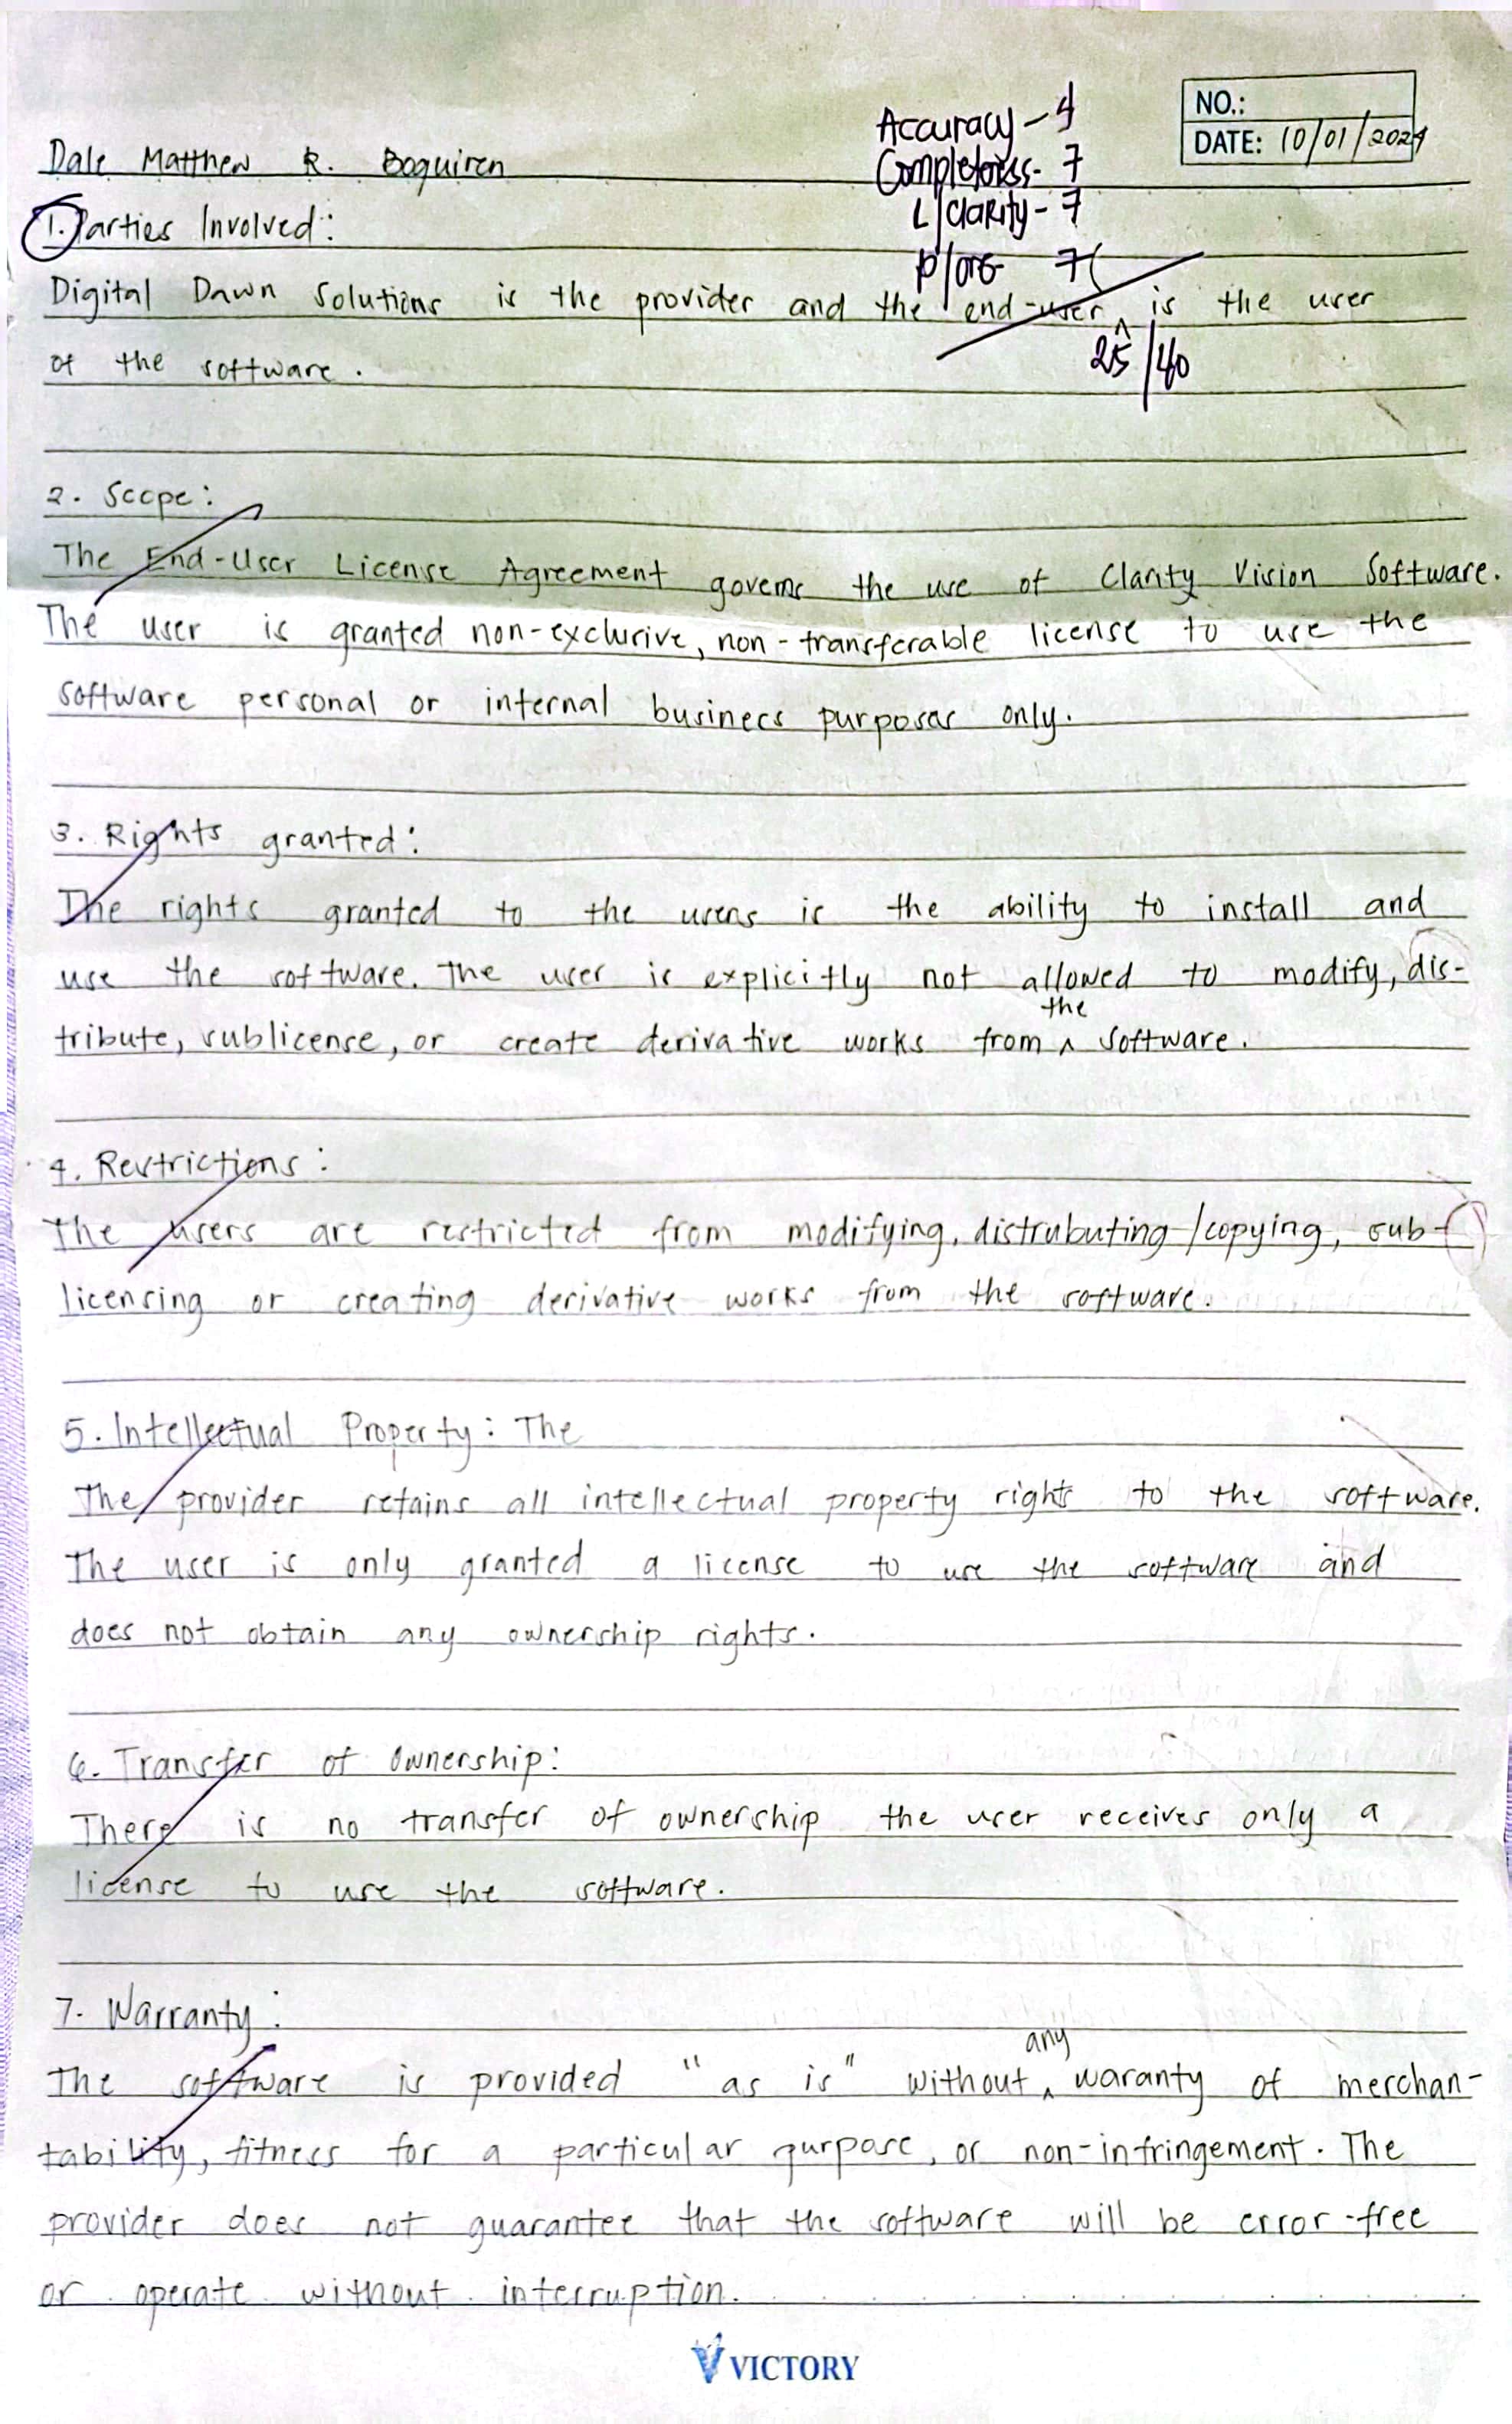 NO.:
DATE: 10/01/2024
Accuracy - 4
Completeness - 7
L/Clarity - 7
P/org 7
25/40
Dale Matthew R. Boquiren
1. Parties Involved:
Digital Dawn Solutions is the provider and the end-user is the user
of the software.
2. Scope:
The End-User License Agreement governs the use of Clarity Vision Software.
The user is granted non-exclusive, non-transferable license to use the
software personal or internal business purposes only.
3. Rights granted:
The rights granted to the users is the ability to install and
use the software. The user is explicitly not allowed to modify, dis-
the
tribute, sublicense, or create derivative works from ^ software.
4. Restrictions:
The users are restricted from modifying, distrubuting/copying, sub-
licensing or creating derivative works from the software.
5. Intellectual Property: The
The provider retains all intellectual property rights to the software.
The user is only granted a license to use the software and
does not obtain any ownership rights.
6. Transfer of Ownership:
There is no transfer of ownership the user receives only a
license to use the software.
7. Warranty:
any
The software is provided "as is" without ^ waranty of merchan-
tability, fitness for a particular purpose, or non-infringement. The
provider does not guarantee that the software will be error-free
or operate without interruption.
VICTORY